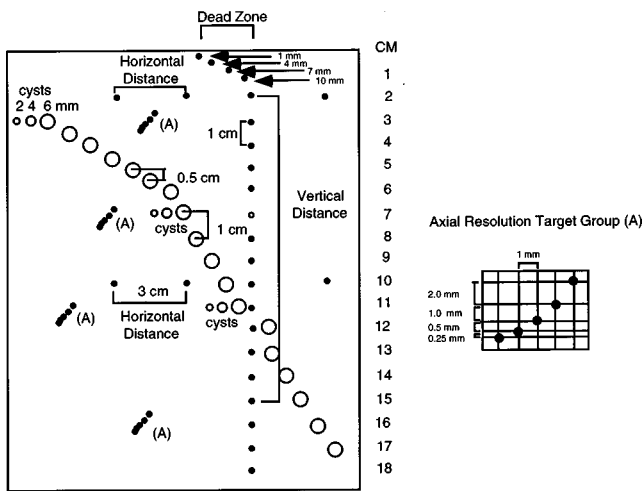 Dead Zone
CM
1 mm
4 mm
7 mm
10 mm
Horizontal
Distance
cysts
2 4 6 mm
(A)
1 cm
0.5 cm
Vertical
Distance
(A)
cysts
1 cm
3 cm
Horizontal
Distance
(A)
cysts
(A)
1
2
3
4
5
6
7
8
9
10
11
12
13
14
15
16
17
18
Axial Resolution Target Group (A)
1 mm
2.0 mm
1.0 mm
0.5 mm
0.25 mm